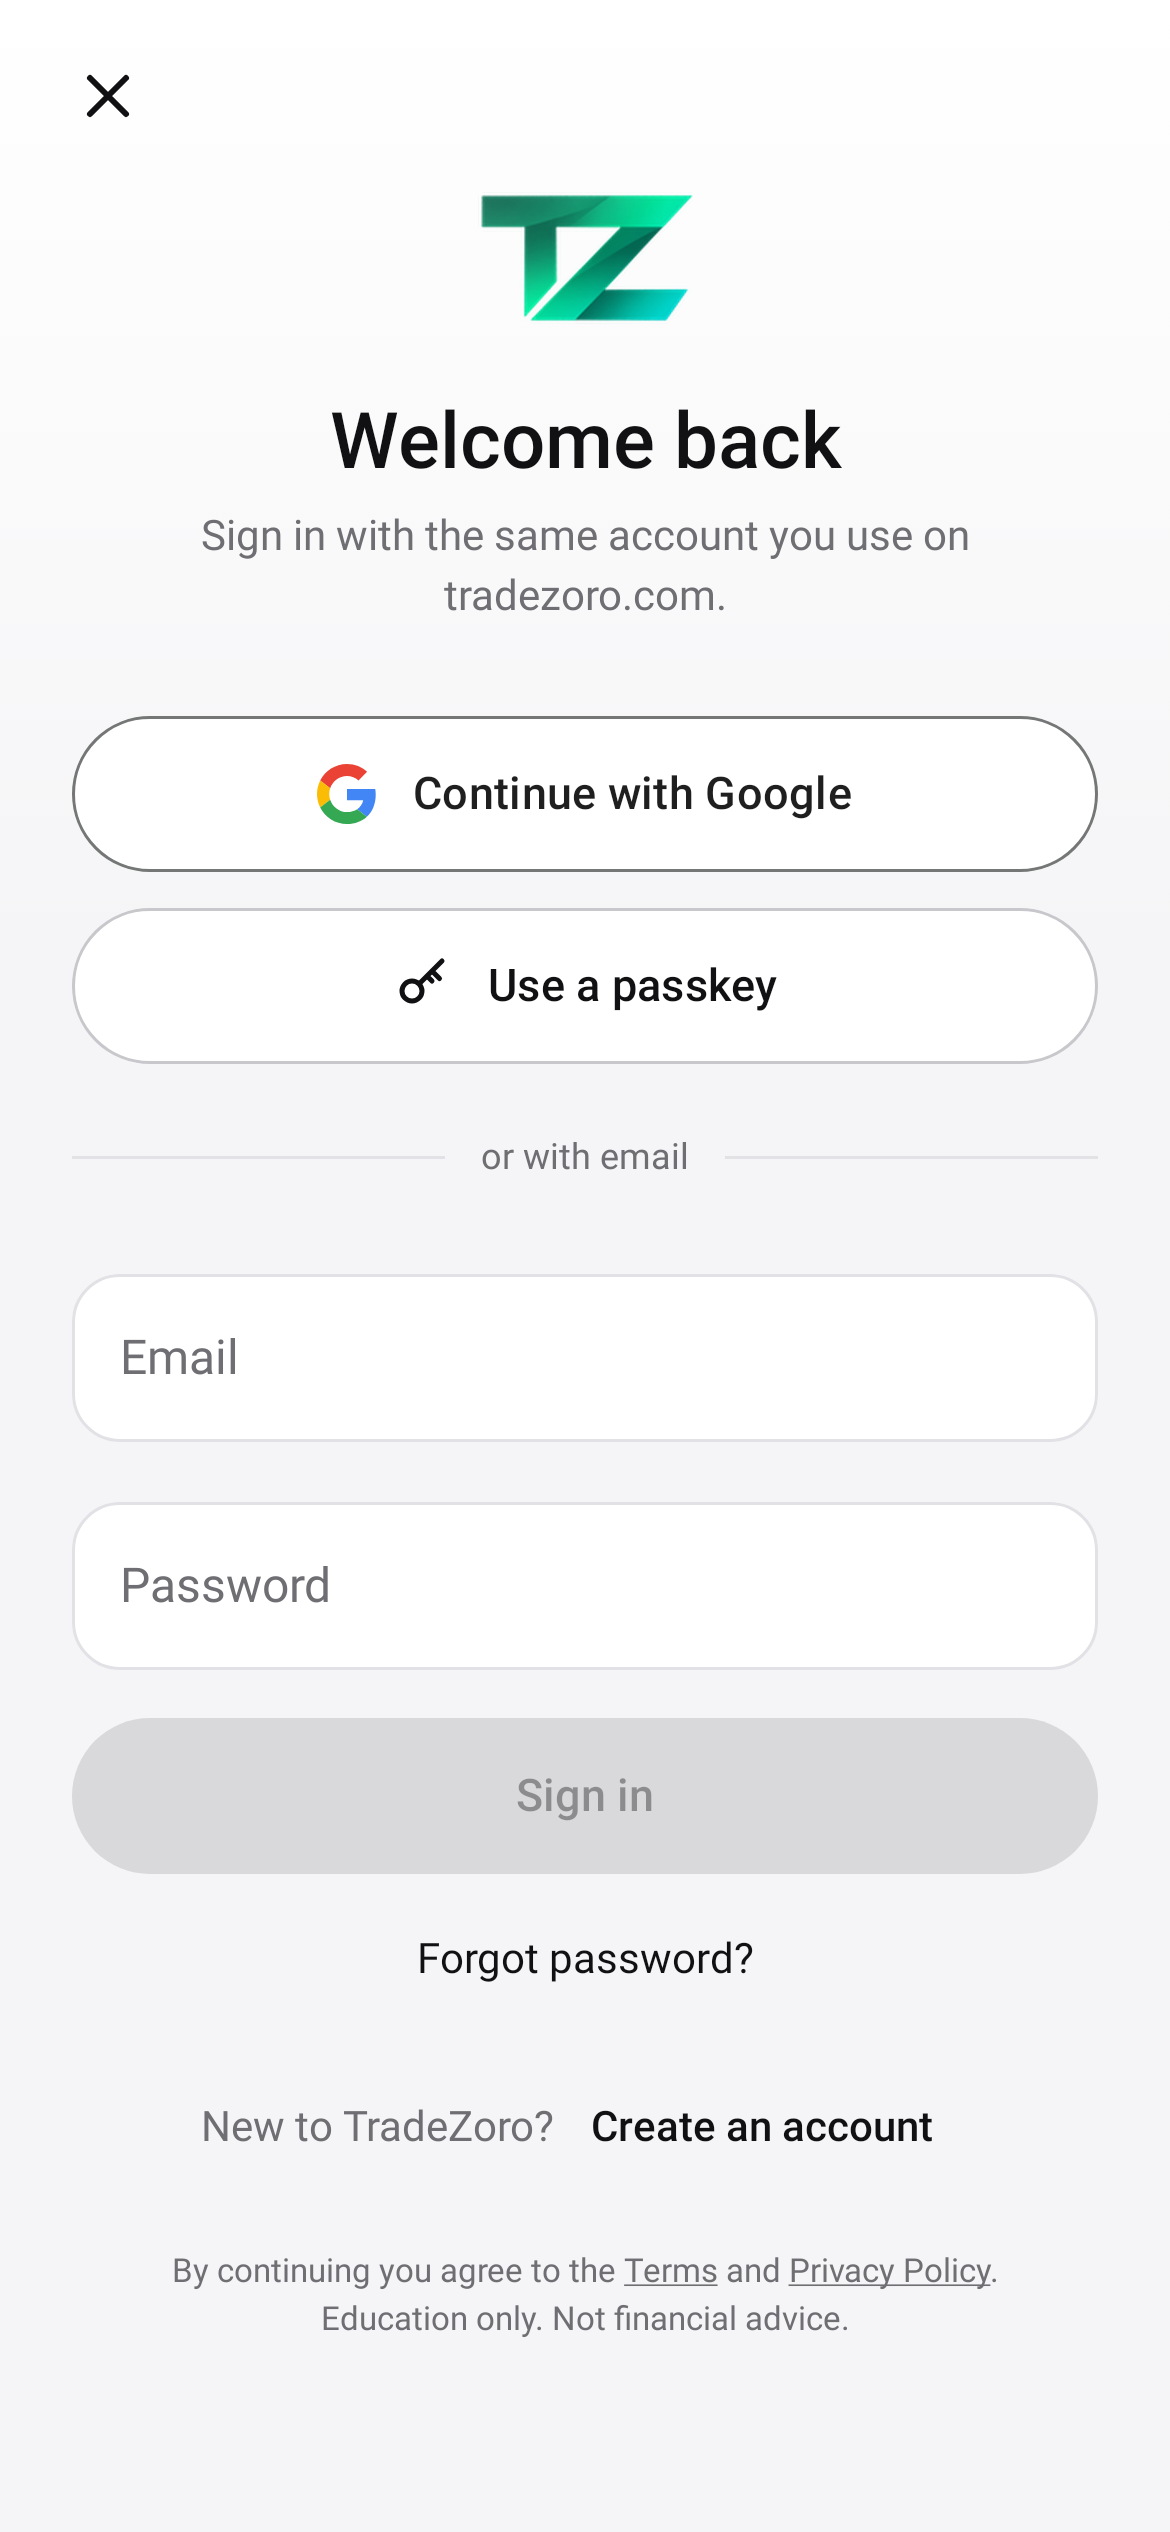 TZ
Welcome back
Sign in with the same account you use on
tradezoro.com.
Continue with Google
Use a passkey
or with email
Email
Password
Sign in
Forgot password?
New to TradeZoro? Create an account
By continuing you agree to the Terms and Privacy Policy.
Education only. Not financial advice.